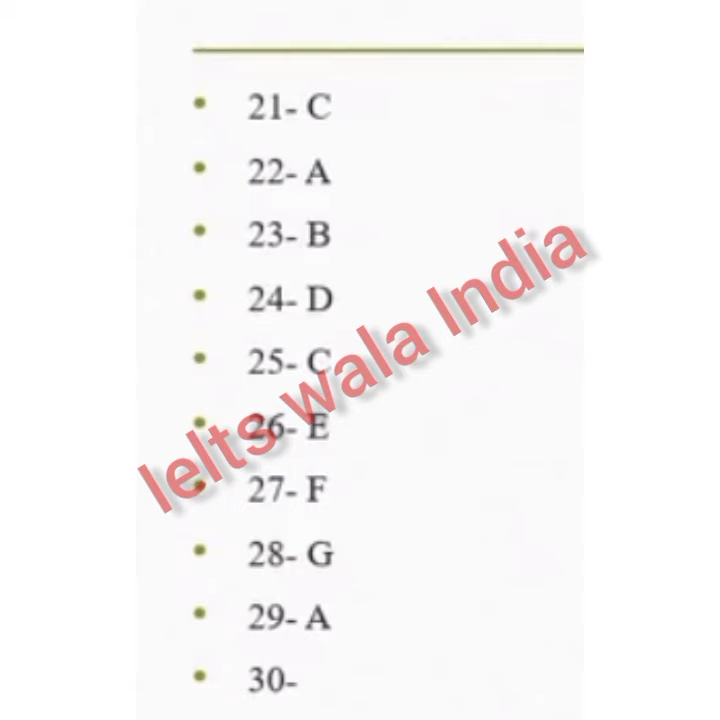 21- C
22- A
23- B
24- D
25- C
26- E
27- F
28- G
29- A
30-
Ielts wala India